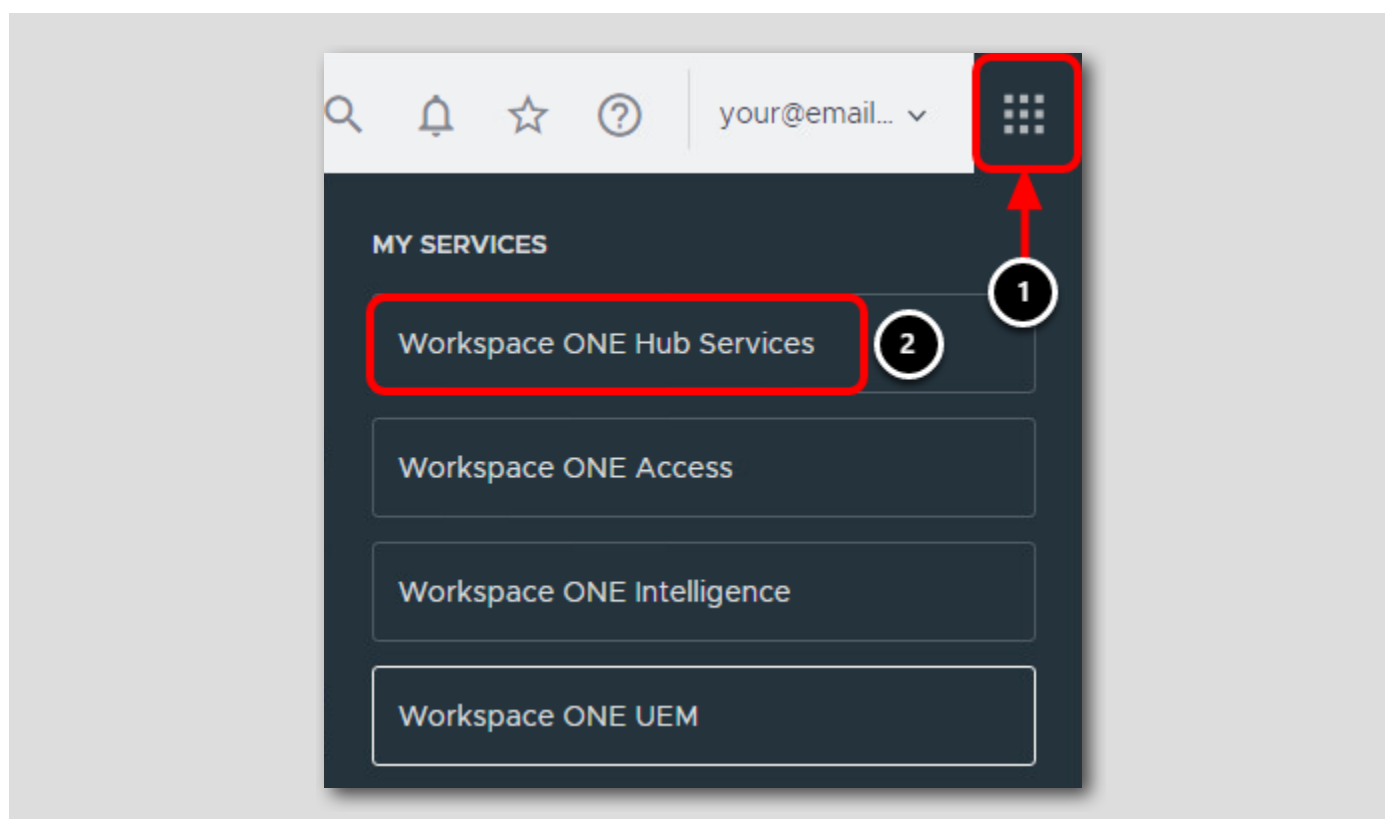 your@email...
MY SERVICES
1
Workspace ONE Hub Services
2
Workspace ONE Access
Workspace ONE Intelligence
Workspace ONE UEM